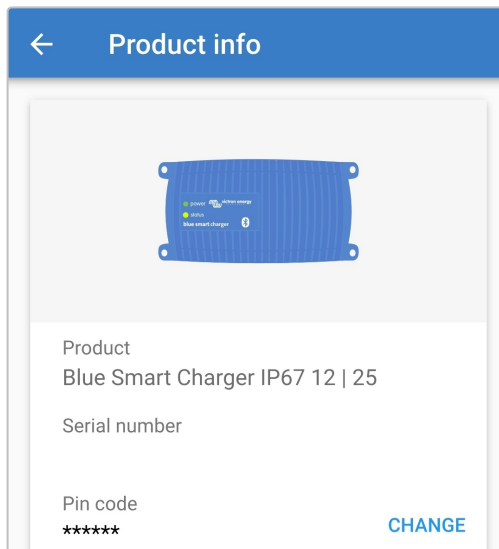 Product info
power victron energy
status
blue smart charger
Product
Blue Smart Charger IP67 12 | 25
Serial number
Pin code
******
CHANGE